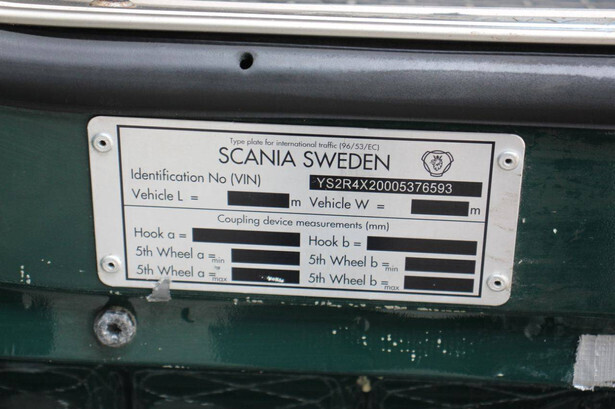 Type plate for international traffic (96/53/EC)
SCANIA SWEDEN
Identification No (VIN) YS2R4X20005376593
Vehicle L = m Vehicle W = m
Coupling device measurements (mm)
Hook a = Hook b =
5th Wheel a min = 5th Wheel b min =
5th Wheel a max = 5th Wheel b max =